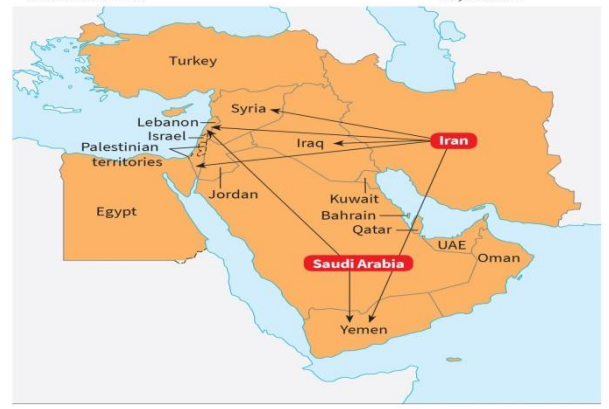 Turkey
Syria
Lebanon
Israel
Palestinian
territories
Iraq
Iran
Jordan
Kuwait
Egypt
Bahrain
Qatar
UAE
Oman
Saudi Arabia
Yemen